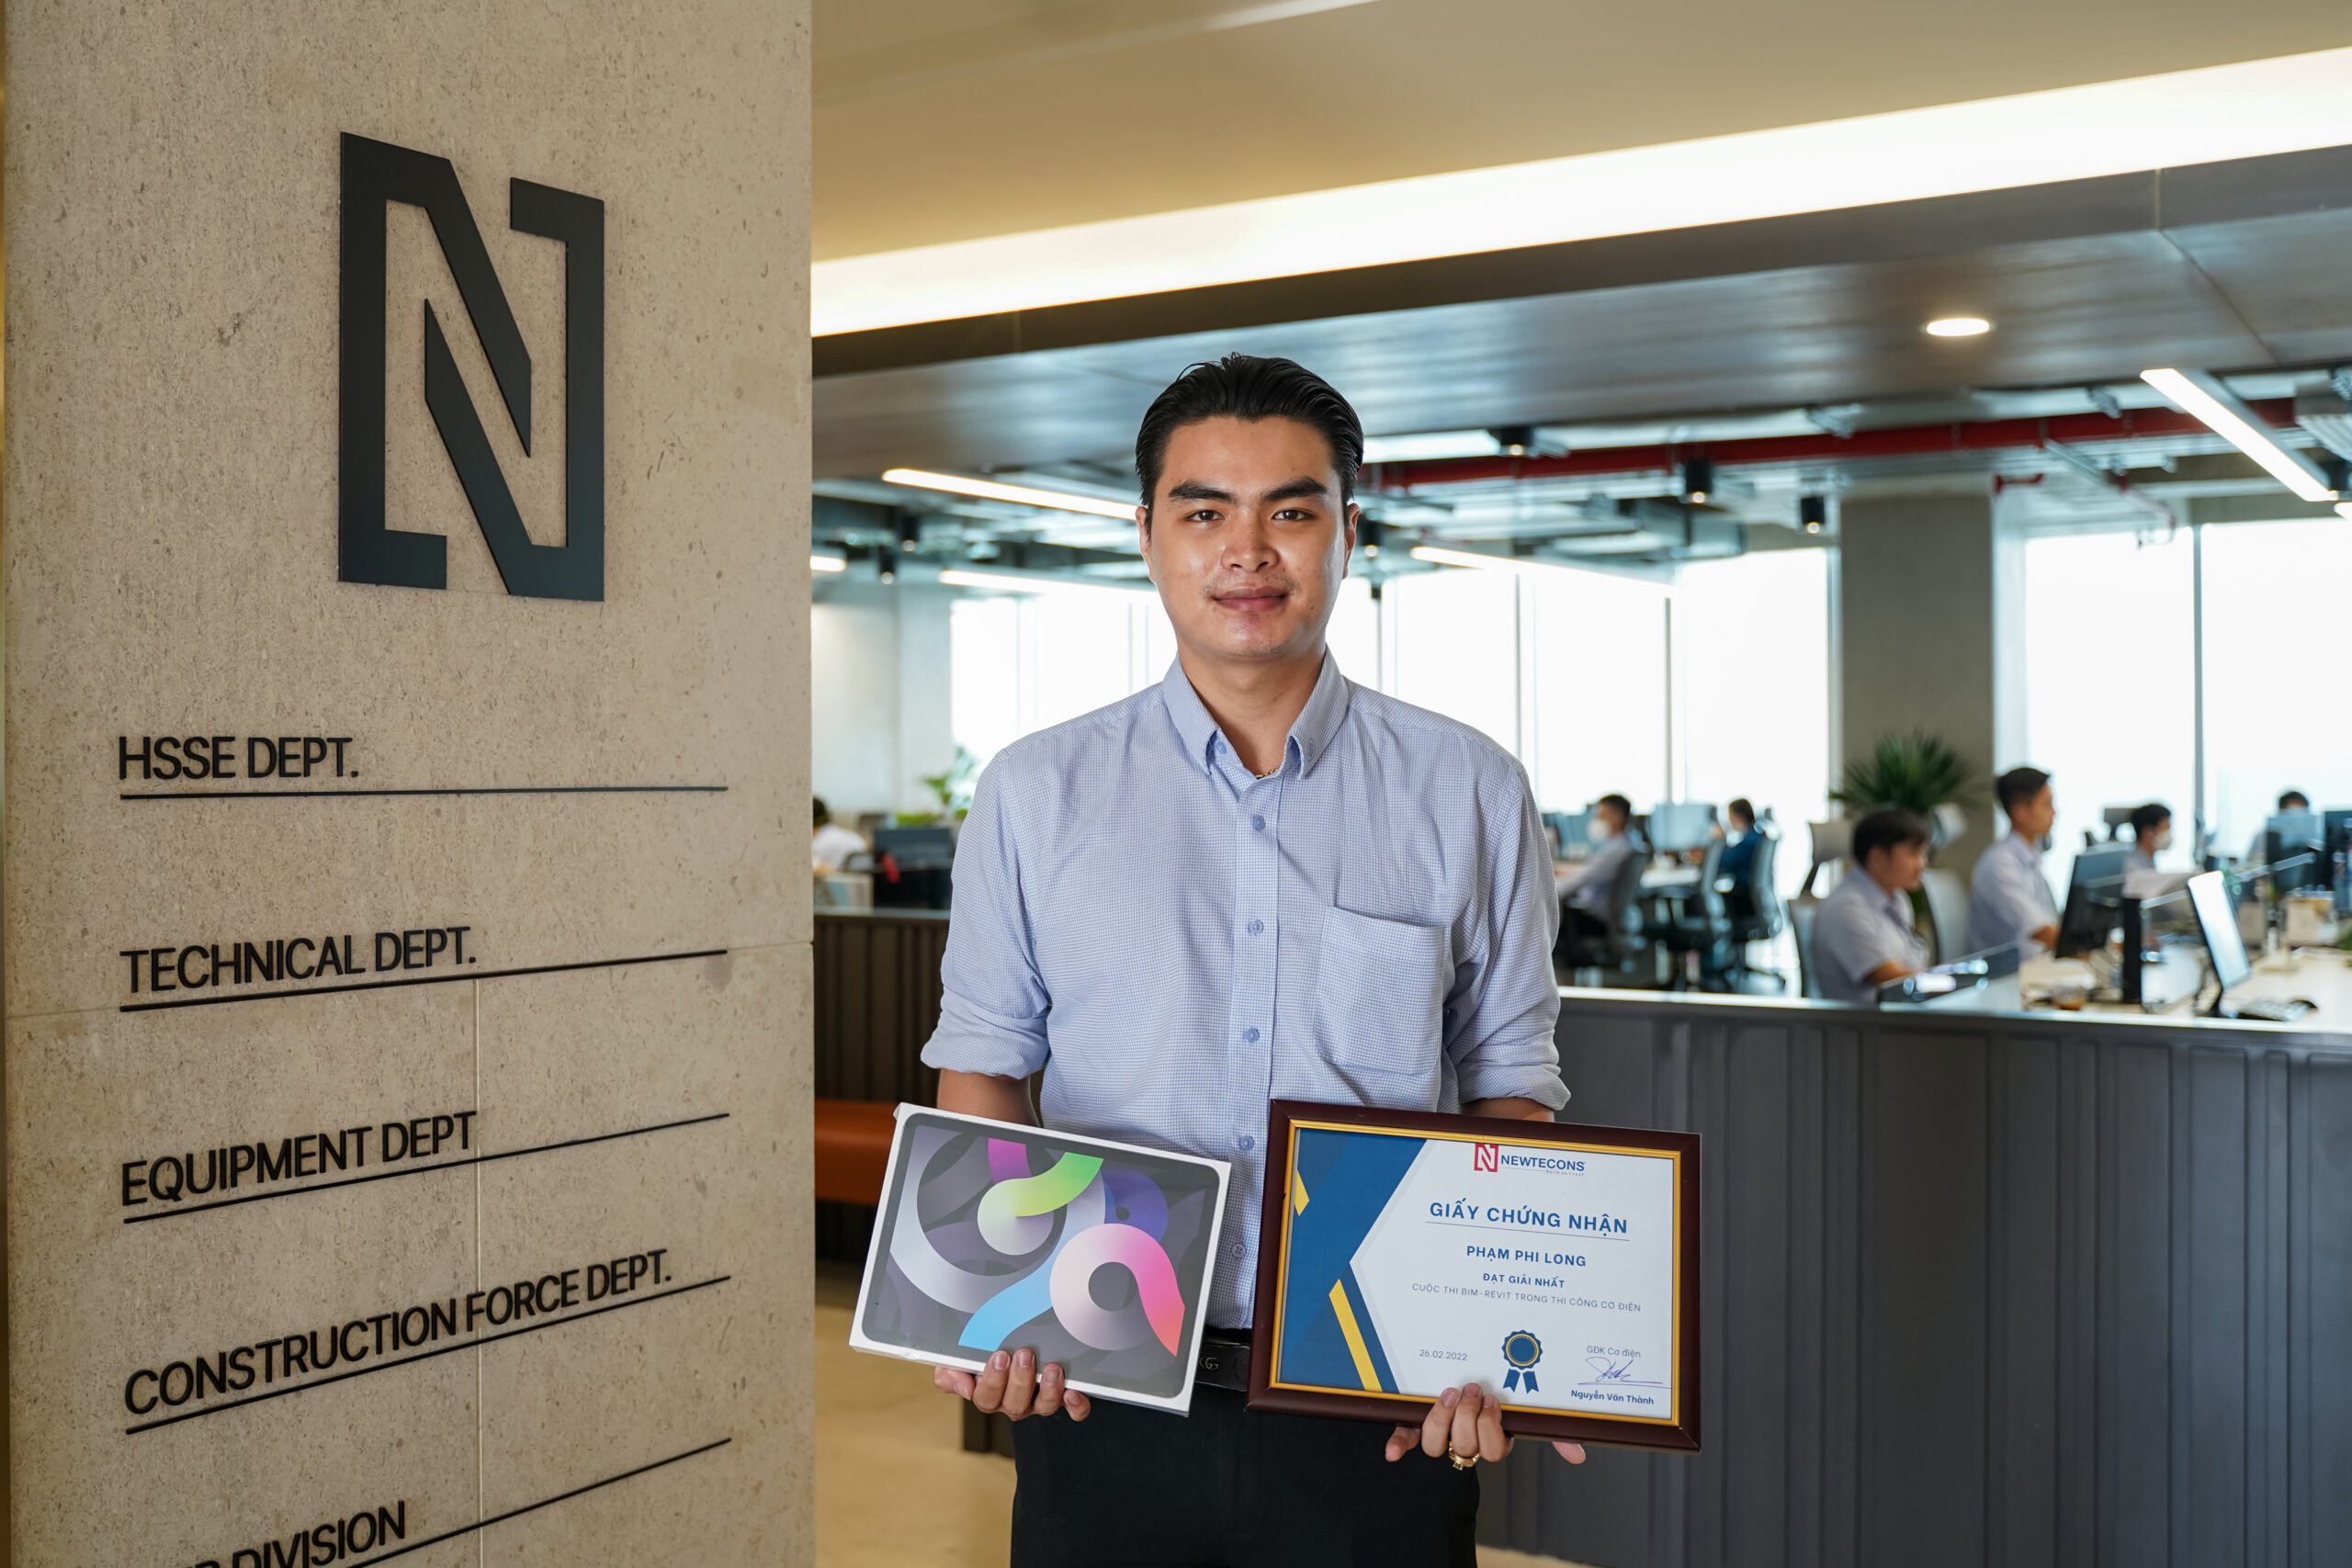 N
HSSE DEPT.
TECHNICAL DEPT.
EQUIPMENT DEPT
CONSTRUCTION FORCE DEPT.
DIVISION
NEWTECONS
GIẤY CHỨNG NHẬN
PHẠM PHI LONG
ĐẠT GIẢI NHẤT
CUỘC THI BIM-REVIT TRONG THI CÔNG CƠ ĐIỆN
26.02.2022
GĐK Cơ điện
Nguyễn Văn Thành